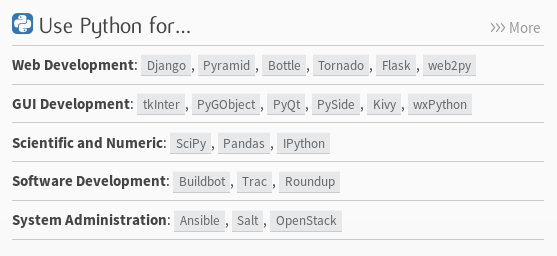 Use Python for...
>>> More
Web Development: Django, Pyramid, Bottle, Tornado, Flask, web2py
GUI Development: tkInter, PyGObject, PyQt, PySide, Kivy, wxPython
Scientific and Numeric: SciPy, Pandas, IPython
Software Development: Buildbot, Trac, Roundup
System Administration: Ansible, Salt, OpenStack